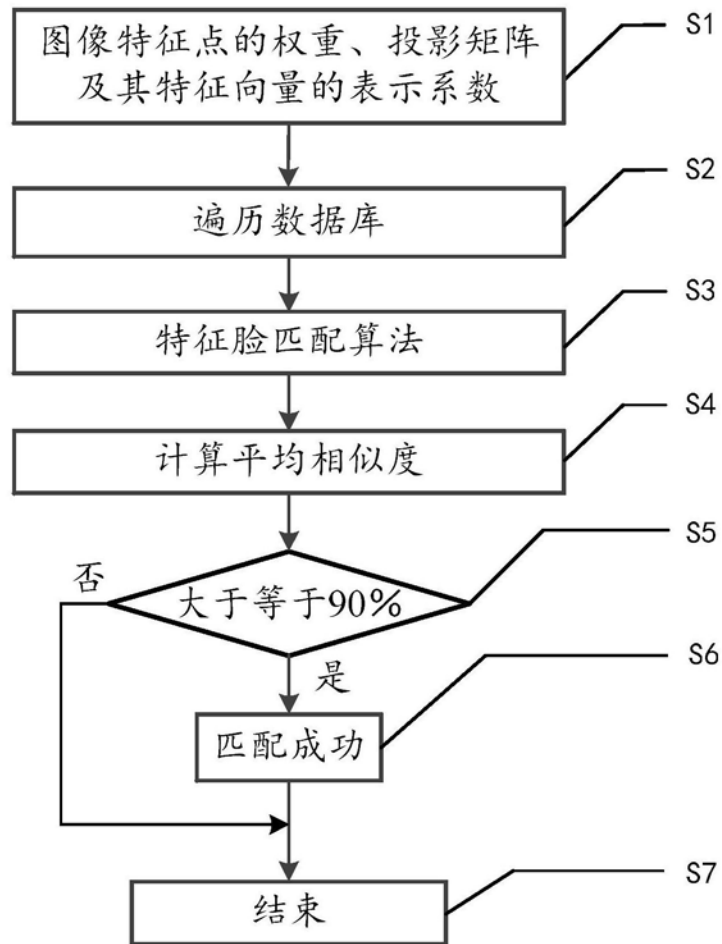 图像特征点的权重、投影矩阵
及其特征向量的表示系数
S1
遍历数据库
S2
特征脸匹配算法
S3
计算平均相似度
S4
大于等于90%
S5
否
是
匹配成功
S6
结束
S7